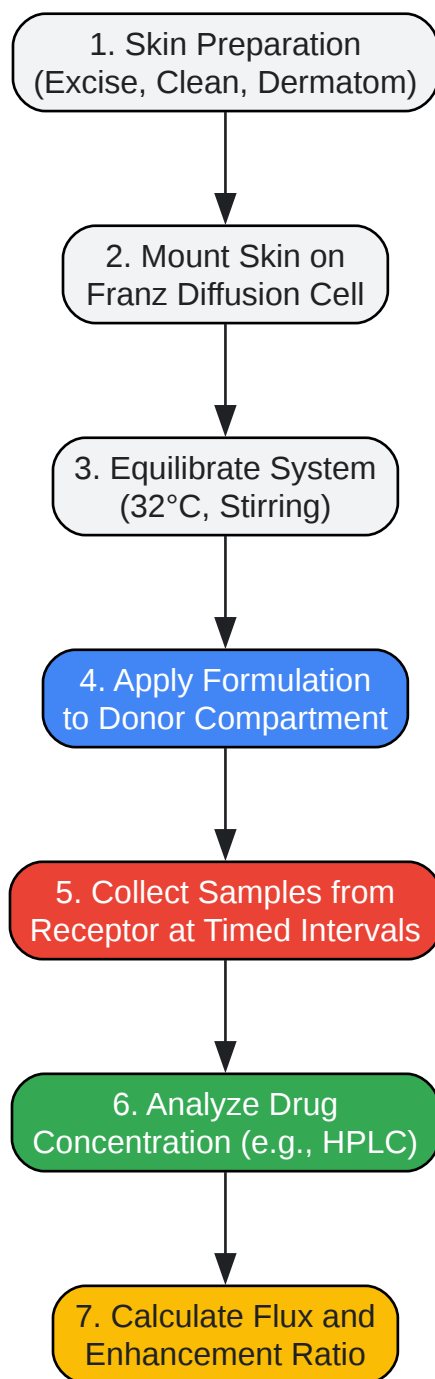 1. Skin Preparation
(Excise, Clean, Dermatom)
2. Mount Skin on
Franz Diffusion Cell
3. Equilibrate System
(32°C, Stirring)
4. Apply Formulation
to Donor Compartment
5. Collect Samples from
Receptor at Timed Intervals
6. Analyze Drug
Concentration (e.g., HPLC)
7. Calculate Flux and
Enhancement Ratio